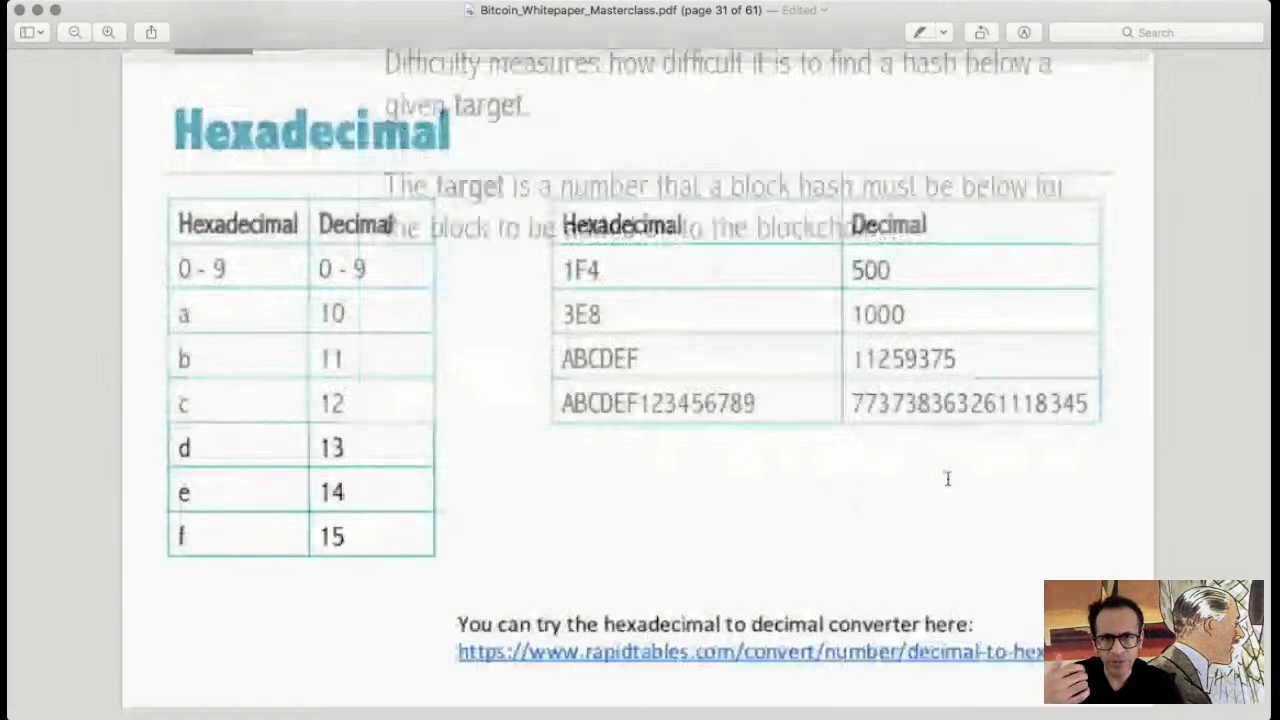 Bitcoin_Whitepaper_Masterclass.pdf (page 31 of 61) — Edited
Search
Difficulty measures how difficult it is to find a hash below a
given target.
Hexadecimal
The target is a number that a block hash must be below for
the block to be to the blockch
Hexadecimal Decimal
0 - 9 0 - 9
a 10
b 11
c 12
d 13
e 14
f 15
Hexadecimal Decimal
1F4 500
3E8 1000
ABCDEF 11259375
ABCDEF123456789 773738363261118345
You can try the hexadecimal to decimal converter here:
https://www.rapidtables.com/convert/number/decimal-to-hex